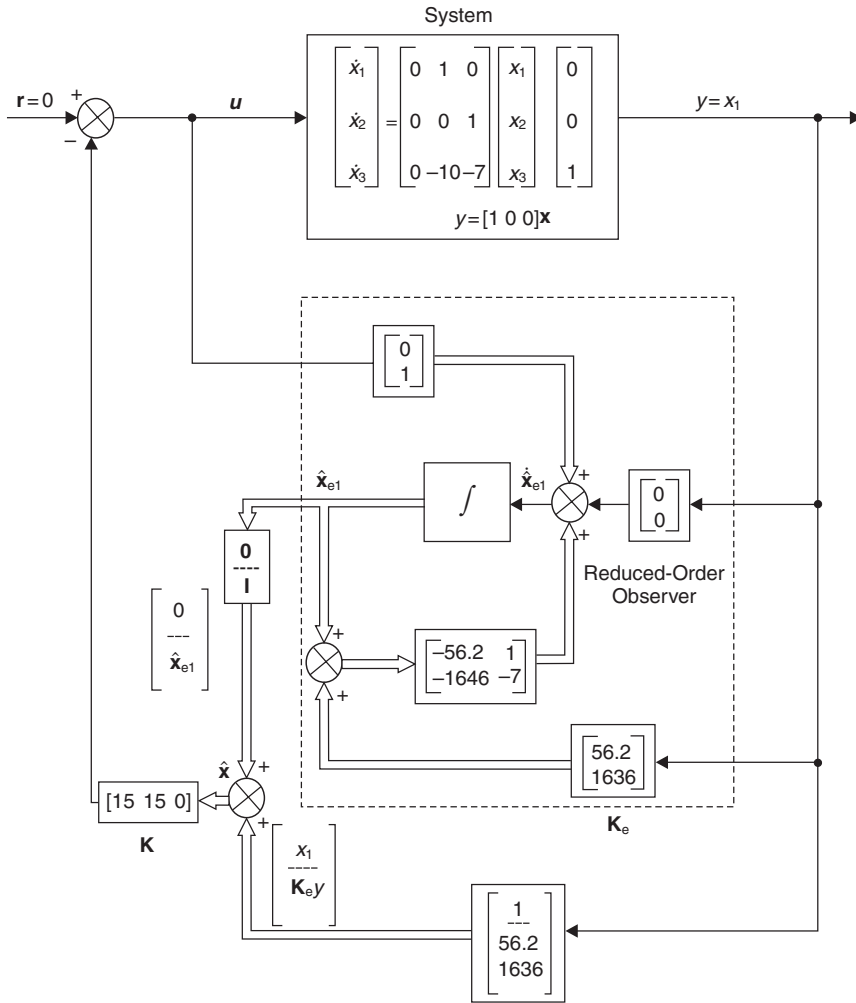 System
ẋ1 0 1 0 x1 0
ẋ2 = 0 0 1 x2 0
ẋ3 0 −10 −7 x3 1
y = [1 0 0]x
r = 0
+
−
u
y = x1
0
1
x̂e1
∫
x̂̇e1
+
+
0
0
Reduced-Order
Observer
0
----
I
0
---
x̂e1
+
+
−56.2 1
−1646 −7
56.2
1636
Ke
x̂
+
+
[15 15 0]
K
x1
----
Key
1
---
56.2
1636